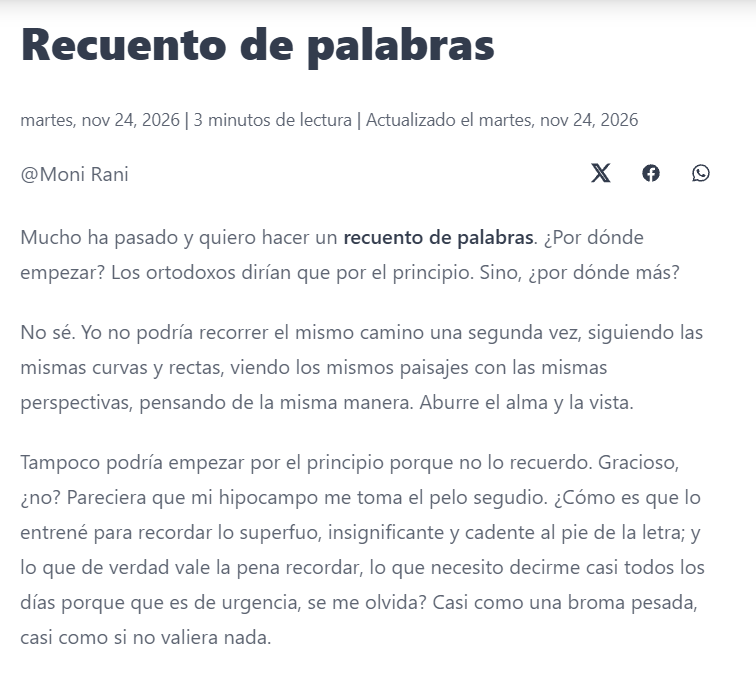 Recuento de palabras
martes, nov 24, 2026 | 3 minutos de lectura | Actualizado el martes, nov 24, 2026
@Moni Rani
Mucho ha pasado y quiero hacer un recuento de palabras. ¿Por dónde
empezar? Los ortodoxos dirían que por el principio. Sino, ¿por dónde más?
No sé. Yo no podría recorrer el mismo camino una segunda vez, siguiendo las
mismas curvas y rectas, viendo los mismos paisajes con las mismas
perspectivas, pensando de la misma manera. Aburre el alma y la vista.
Tampoco podría empezar por el principio porque no lo recuerdo. Gracioso,
¿no? Pareciera que mi hipocampo me toma el pelo segudio. ¿Cómo es que lo
entrené para recordar lo superfuo, insignificante y cadente al pie de la letra; y
lo que de verdad vale la pena recordar, lo que necesito decirme casi todos los
días porque que es de urgencia, se me olvida? Casi como una broma pesada,
casi como si no valiera nada.